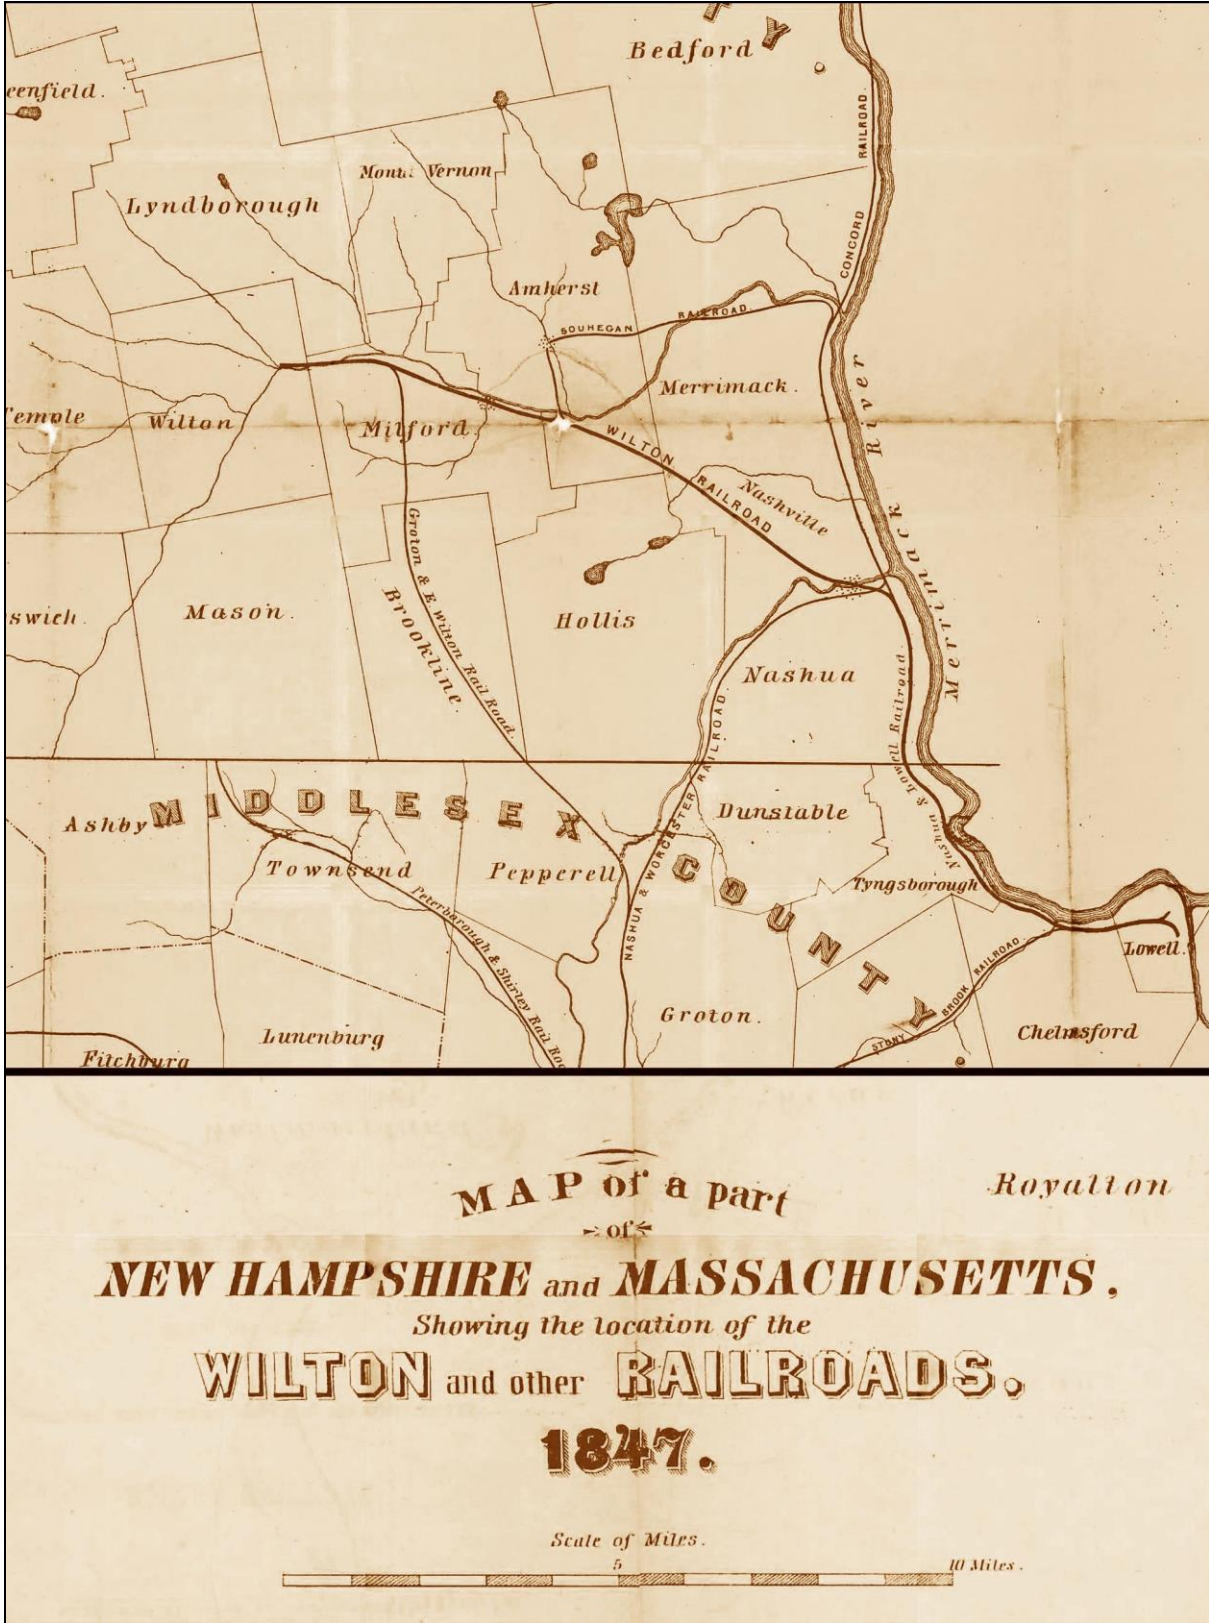 Bedford
T Y
eenfield.
RAILROAD.
Mont. Vernon
Lyndborough
CONCORD
Amherst
SOUHEGAN RAILROAD.
River
Merrimack.
Temple
Wilton
Milford.
WILTON RAILROAD
Nashville
Merrimack
Groton & E. Wilton Rail Road.
swich.
Mason.
Brookline.
Hollis
Nashua
Nashua & Lowell Railroad.
MIDDLESEX COUNTY
Ashby
Dunstable
Townsend
Pepperell
NASHUA & WORCESTER RAILROAD.
Tyngsborough
Peterborough & Shirley Rail Roa
Lowell.
STONY BROOK RAILROAD
Groton.
Lunenburg
Chelmsford
Fitchburg
MAP of a part
of
Royalton
NEW HAMPSHIRE and MASSACHUSETTS.
Showing the location of the
WILTON and other RAILROADS.
1847.
Scale of Miles.
5 10 Miles.